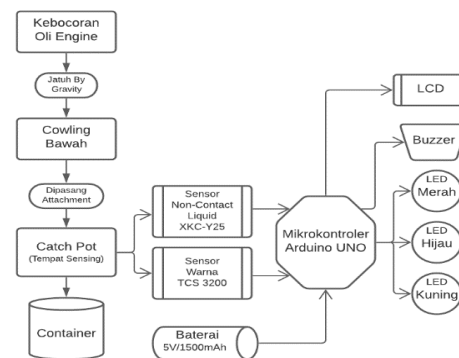 Kebocoran
Oli Engine
Jatuh By
Gravity
Cowling
Bawah
Dipasang
Attachment
Catch Pot
(Tempat Sensing)
Container
Sensor
Non-Contact
Liquid
XKC-Y25
Sensor
Warna
TCS 3200
Baterai
5V/1500mAh
Mikrokontroler
Arduino UNO
LCD
Buzzer
LED
Merah
LED
Hijau
LED
Kuning